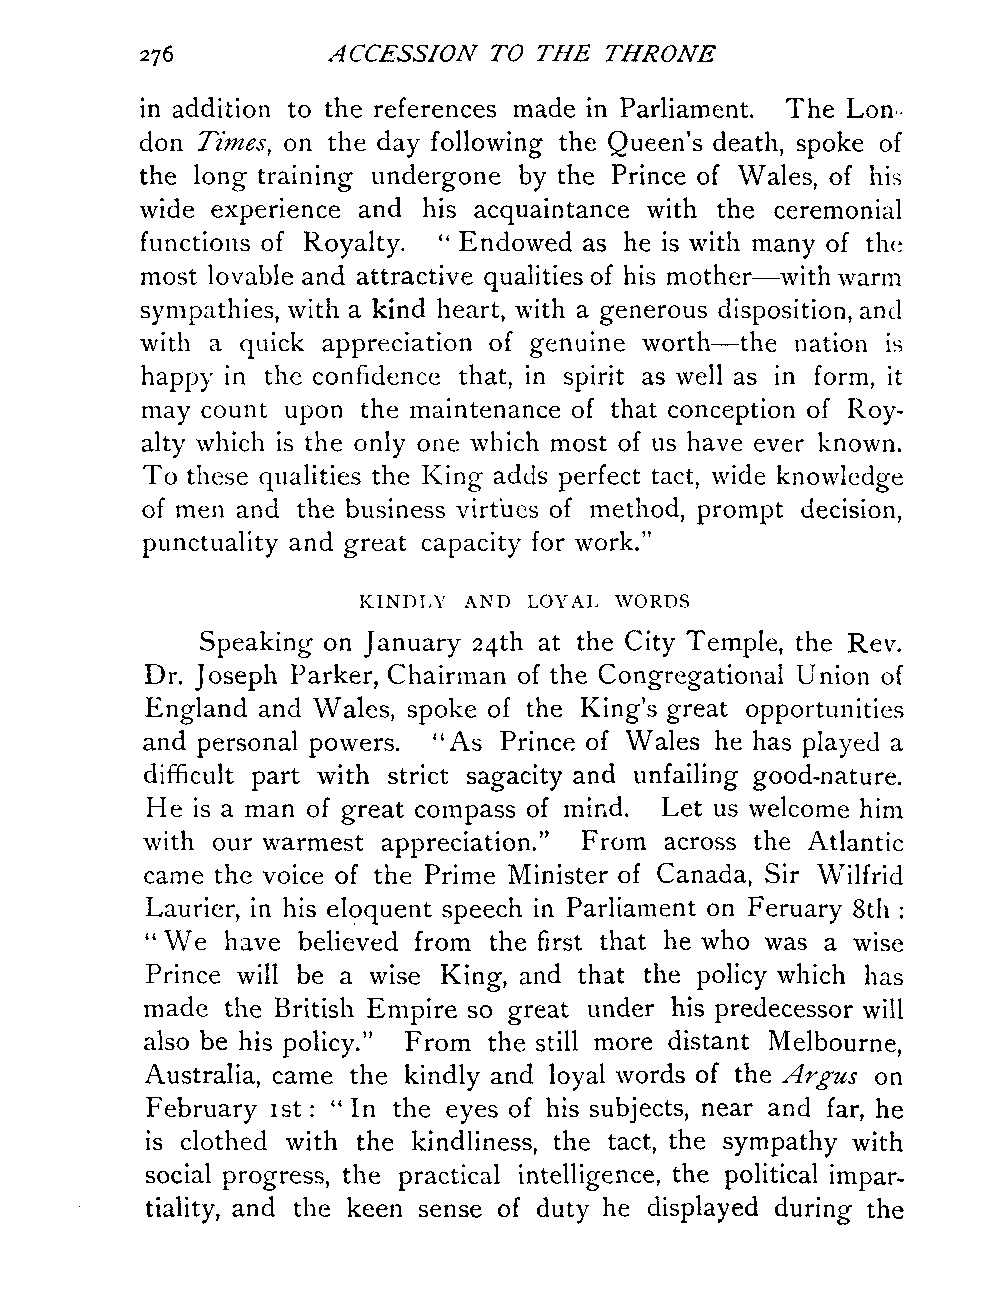 276 ACCESSION TO THE THRONE
in addition to the references made in Parliament. The Lon-
don Times, on the day following the Queen's death, spoke of
the long training undergone by the Prince of Wales, of his
wide experience and his acquaintance with the ceremonial
functions of Royalty. "Endowed as he is with many of the
most lovable and attractive qualities of his mother—with warm
sympathies, with a kind heart, with a generous disposition, and
with a quick appreciation of genuine worth—the nation is
happy in the confidence that, in spirit as well as in form, it
may count upon the maintenance of that conception of Roy-
alty which is the only one which most of us have ever known.
To these qualities the King adds perfect tact, wide knowledge
of men and the business virtues of method, prompt decision,
punctuality and great capacity for work."
KINDLY AND LOYAL WORDS
Speaking on January 24th at the City Temple, the Rev.
Dr. Joseph Parker, Chairman of the Congregational Union of
England and Wales, spoke of the King's great opportunities
and personal powers. "As Prince of Wales he has played a
difficult part with strict sagacity and unfailing good-nature.
He is a man of great compass of mind. Let us welcome him
with our warmest appreciation." From across the Atlantic
came the voice of the Prime Minister of Canada, Sir Wilfrid
Laurier, in his eloquent speech in Parliament on Feruary 8th :
"We have believed from the first that he who was a wise
Prince will be a wise King, and that the policy which has
made the British Empire so great under his predecessor will
also be his policy." From the still more distant Melbourne,
Australia, came the kindly and loyal words of the Argus on
February 1st : "In the eyes of his subjects, near and far, he
is clothed with the kindliness, the tact, the sympathy with
social progress, the practical intelligence, the political impar-
tiality, and the keen sense of duty he displayed during the